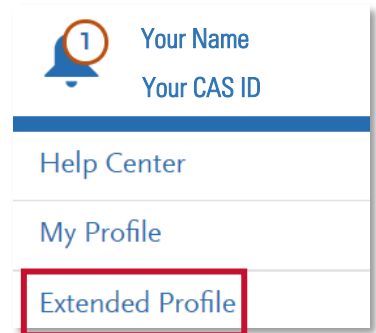 1
Your Name
Your CAS ID
Help Center
My Profile
Extended Profile